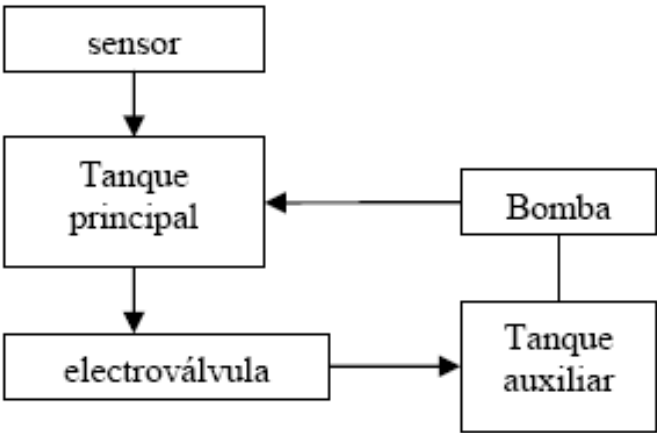 sensor
Tanque
principal
Bomba
electroválvula
Tanque
auxiliar